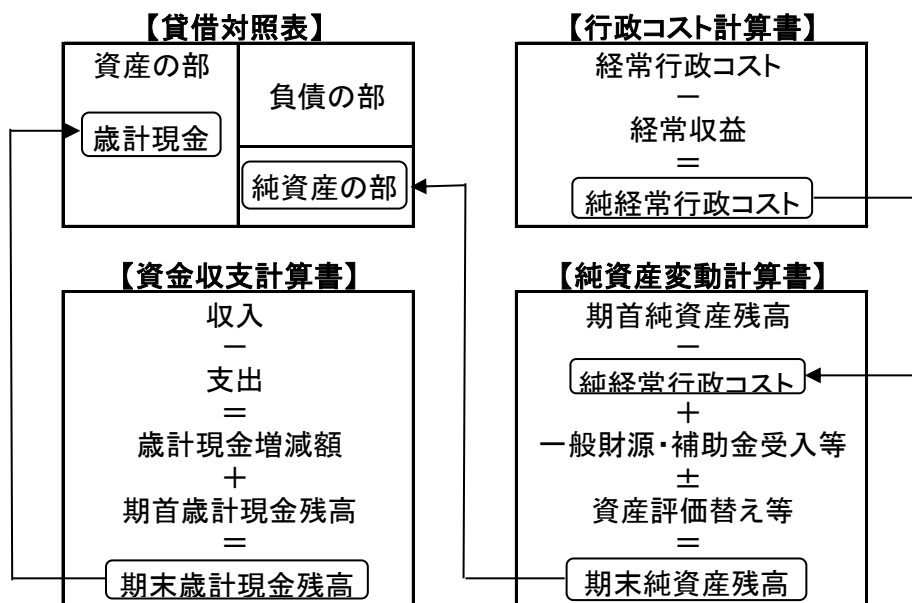 【貸借対照表】
資産の部
歳計現金
負債の部
純資産の部
【行政コスト計算書】
経常行政コスト
－
経常収益
＝
純経常行政コスト
【資金収支計算書】
収入
－
支出
＝
歳計現金増減額
＋
期首歳計現金残高
＝
期末歳計現金残高
【純資産変動計算書】
期首純資産残高
－
純経常行政コスト
＋
一般財源・補助金受入等
±
資産評価替え等
＝
期末純資産残高